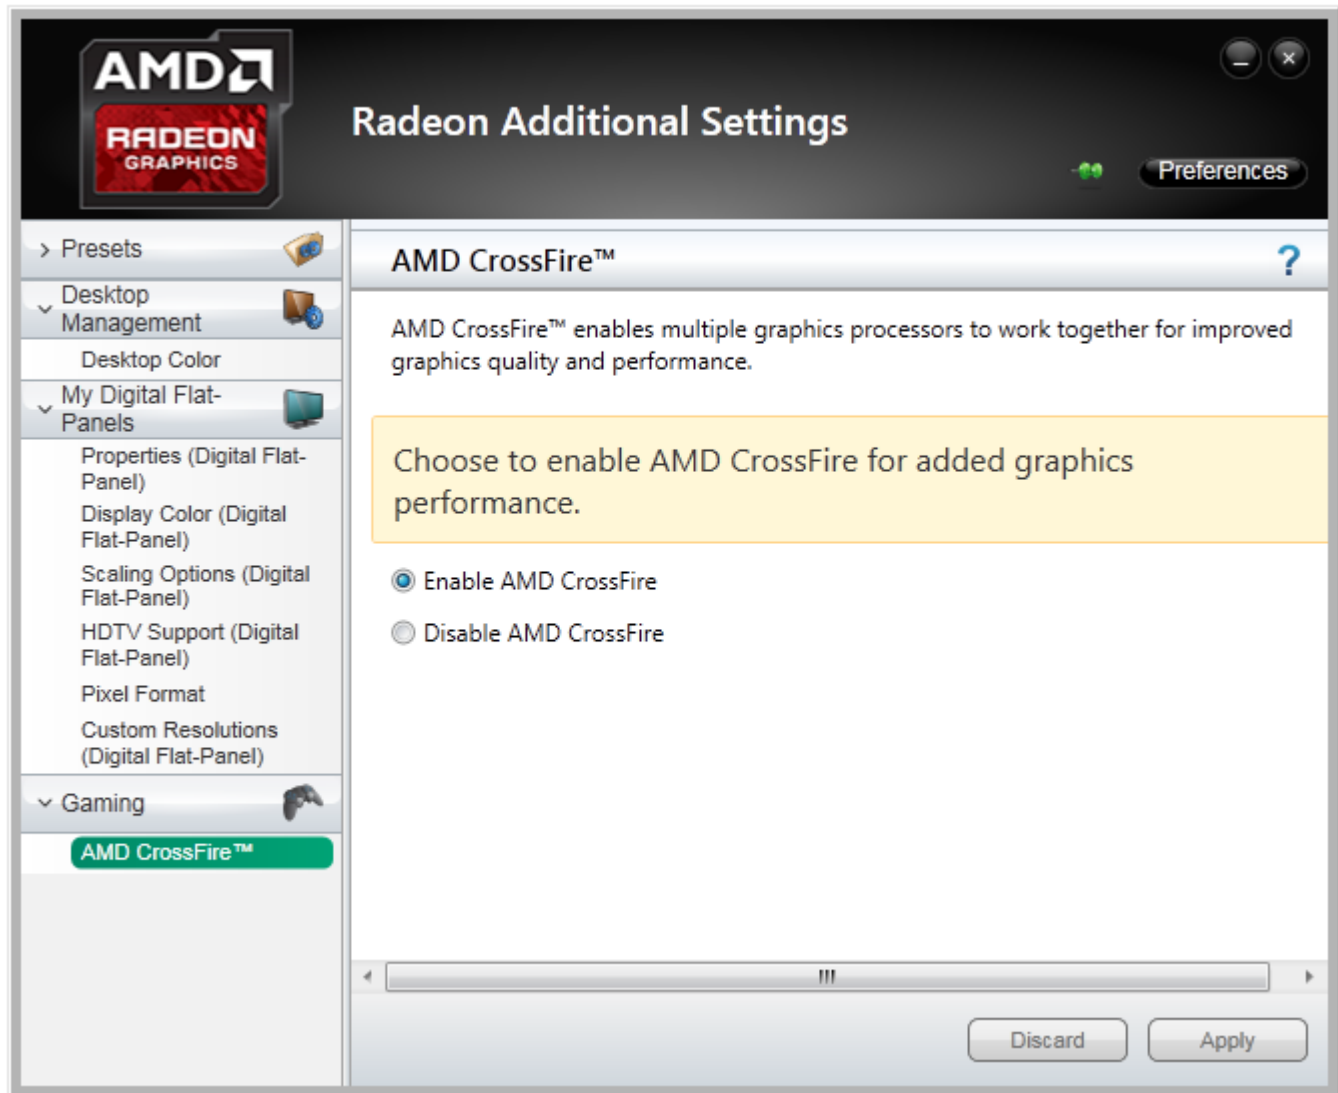 AMD
RADEON
GRAPHICS
Radeon Additional Settings
Preferences
Presets
Desktop
Management
Desktop Color
My Digital Flat-
Panels
Properties (Digital Flat-
Panel)
Display Color (Digital
Flat-Panel)
Scaling Options (Digital
Flat-Panel)
HDTV Support (Digital
Flat-Panel)
Pixel Format
Custom Resolutions
(Digital Flat-Panel)
Gaming
AMD CrossFire™
AMD CrossFire™
?
AMD CrossFire™ enables multiple graphics processors to work together for improved
graphics quality and performance.
Choose to enable AMD CrossFire for added graphics
performance.
Enable AMD CrossFire
Disable AMD CrossFire
Discard
Apply